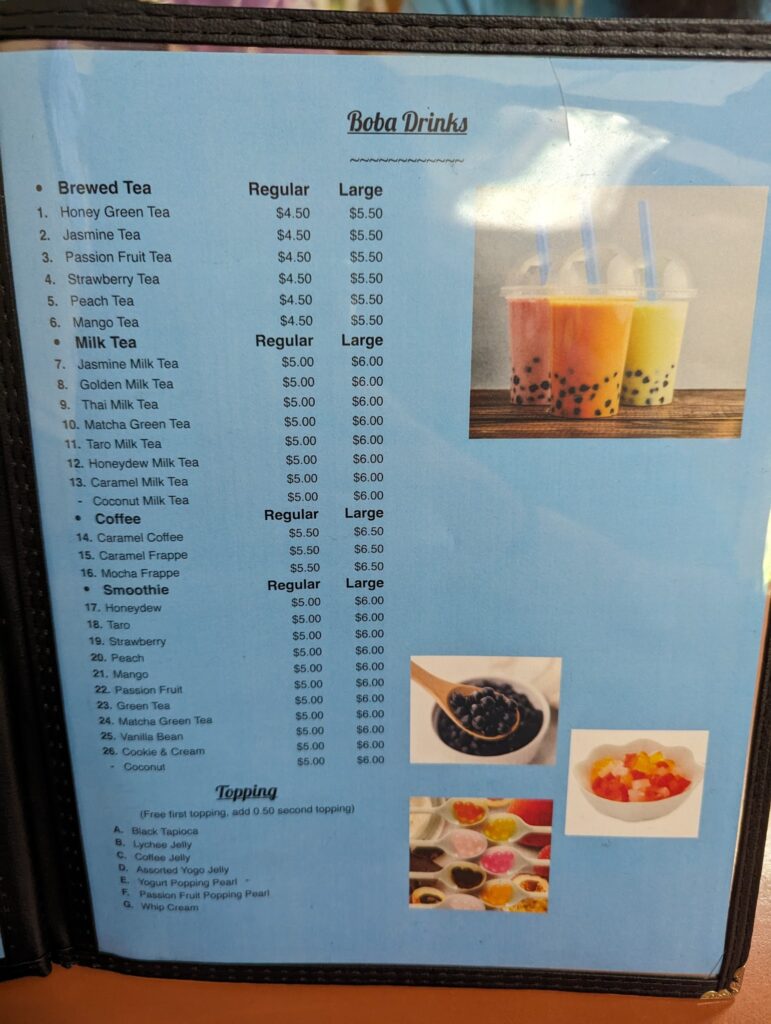 Boba Drinks
~~~~~~~~~~~~~
• Brewed Tea Regular Large
1. Honey Green Tea $4.50 $5.50
2. Jasmine Tea $4.50 $5.50
3. Passion Fruit Tea $4.50 $5.50
4. Strawberry Tea $4.50 $5.50
5. Peach Tea $4.50 $5.50
6. Mango Tea $4.50 $5.50
• Milk Tea Regular Large
7. Jasmine Milk Tea $5.00 $6.00
8. Golden Milk Tea $5.00 $6.00
9. Thai Milk Tea $5.00 $6.00
10. Matcha Green Tea $5.00 $6.00
11. Taro Milk Tea $5.00 $6.00
12. Honeydew Milk Tea $5.00 $6.00
13. Caramel Milk Tea $5.00 $6.00
- Coconut Milk Tea $5.00 $6.00
• Coffee Regular Large
14. Caramel Coffee $5.50 $6.50
15. Caramel Frappe $5.50 $6.50
16. Mocha Frappe $5.50 $6.50
• Smoothie Regular Large
17. Honeydew $5.00 $6.00
18. Taro $5.00 $6.00
19. Strawberry $5.00 $6.00
20. Peach $5.00 $6.00
21. Mango $5.00 $6.00
22. Passion Fruit $5.00 $6.00
23. Green Tea $5.00 $6.00
24. Matcha Green Tea $5.00 $6.00
25. Vanilla Bean $5.00 $6.00
26. Cookie & Cream $5.00 $6.00
- Coconut $5.00 $6.00
Topping
(Free first topping, add 0.50 second topping)
A. Black Tapioca
B. Lychee Jelly
C. Coffee Jelly
D. Assorted Yogo Jelly
E. Yogurt Popping Pearl -
F. Passion Fruit Popping Pearl
G. Whip Cream